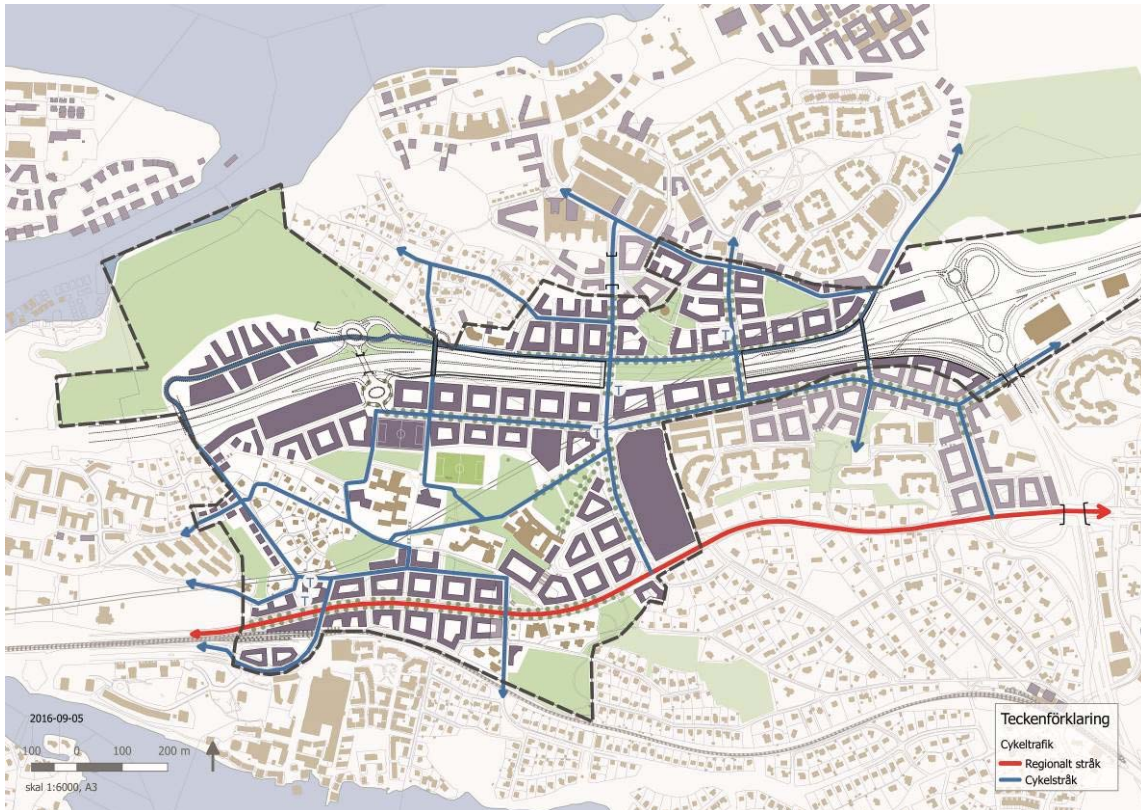 T
T
T
T
T
2016-09-05
100 0 100 200 m
skal 1:6000, A3
Teckenförklaring
Cykeltrafik
Regionalt stråk
Cykelstråk